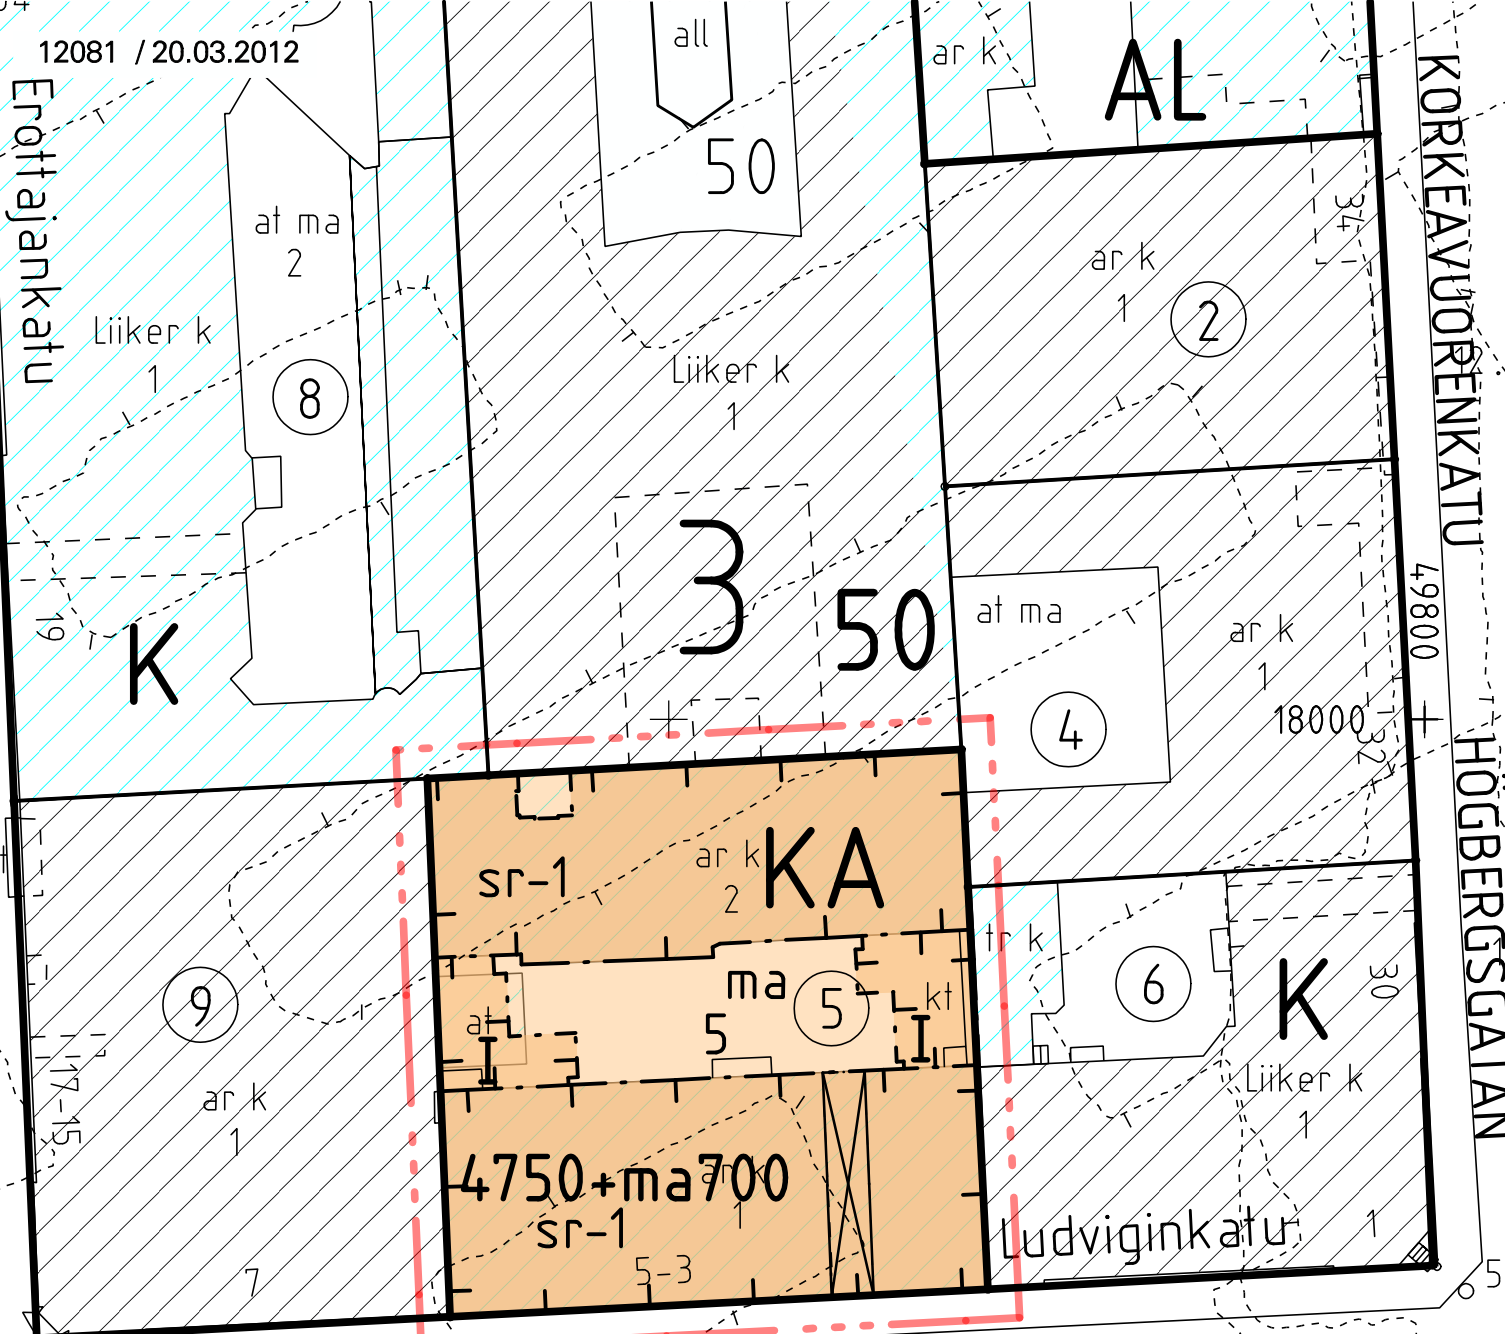 12081 / 20.03.2012
all
ar k
AL
50
Erottajankatu
at ma
2
Liiker k
1
8
Liiker k
1
ar k
1
2
34
KORKEAVUORENKATU
3
50
19
K
at ma
4
ar k
1
18000
49800
32
HÖGBERGSGATAN
sr-1
ar k
2
KA
ma
5
5
at
I
kt
I
tr k
6
K
30
9
ar k
1
17-15
7
4750+ma700
ar k
1
sr-1
5-3
Liiker k
1
Ludviginkatu
1
5